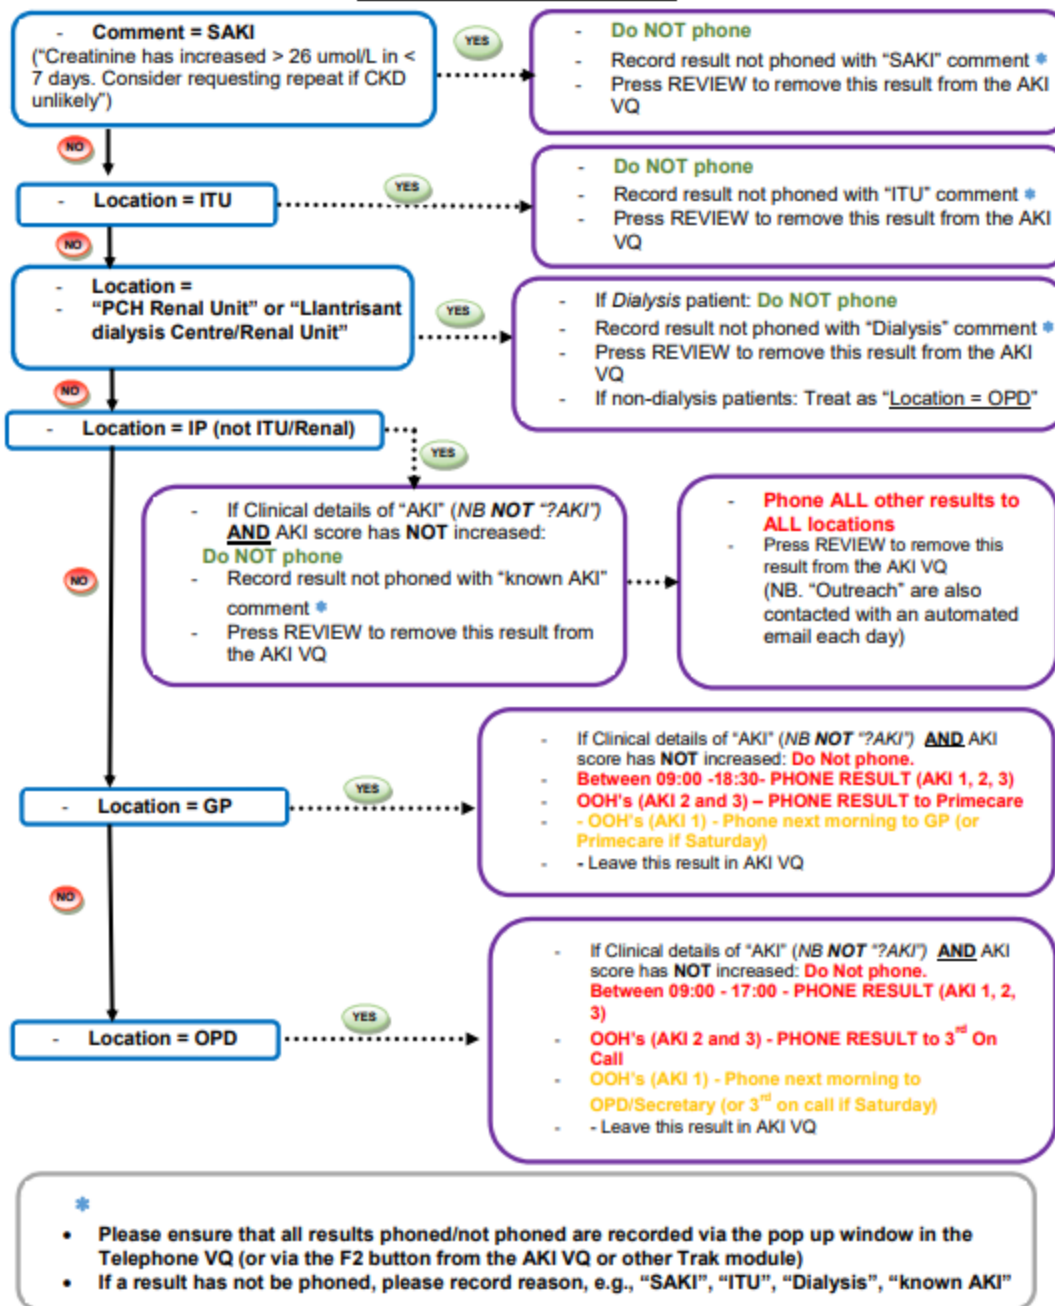 - Comment = SAKI
("Creatinine has increased > 26 umol/L in <
7 days. Consider requesting repeat if CKD
unlikely")
YES
- Do NOT phone
- Record result not phoned with "SAKI" comment *
- Press REVIEW to remove this result from the AKI
VQ
NO
- Location = ITU
YES
- Do NOT phone
- Record result not phoned with "ITU" comment *
- Press REVIEW to remove this result from the AKI
VQ
NO
- Location =
- "PCH Renal Unit" or "Llantrisant
dialysis Centre/Renal Unit"
YES
- If Dialysis patient: Do NOT phone
- Record result not phoned with "Dialysis" comment *
- Press REVIEW to remove this result from the AKI
VQ
- If non-dialysis patients: Treat as "Location = OPD"
NO
- Location = IP (not ITU/Renal)
YES
- If Clinical details of "AKI" (NB NOT "?AKI")
AND AKI score has NOT increased:
Do NOT phone
- Record result not phoned with "known AKI"
comment *
- Press REVIEW to remove this result from
the AKI VQ
- Phone ALL other results to
ALL locations
- Press REVIEW to remove this
result from the AKI VQ
(NB. "Outreach" are also
contacted with an automated
email each day)
NO
- Location = GP
YES
- If Clinical details of "AKI" (NB NOT "?AKI") AND AKI
score has NOT increased: Do Not phone.
- Between 09:00 -18:30- PHONE RESULT (AKI 1, 2, 3)
- OOH's (AKI 2 and 3) – PHONE RESULT to Primecare
- - OOH's (AKI 1) - Phone next morning to GP (or
Primecare if Saturday)
- - Leave this result in AKI VQ
NO
- Location = OPD
YES
- If Clinical details of "AKI" (NB NOT "?AKI") AND AKI
score has NOT increased: Do Not phone.
Between 09:00 - 17:00 - PHONE RESULT (AKI 1, 2,
3)
- OOH's (AKI 2 and 3) - PHONE RESULT to 3rd On
Call
- OOH's (AKI 1) - Phone next morning to
OPD/Secretary (or 3rd on call if Saturday)
- - Leave this result in AKI VQ
*
• Please ensure that all results phoned/not phoned are recorded via the pop up window in the
Telephone VQ (or via the F2 button from the AKI VQ or other Trak module)
• If a result has not be phoned, please record reason, e.g., "SAKI", "ITU", "Dialysis", "known AKI"